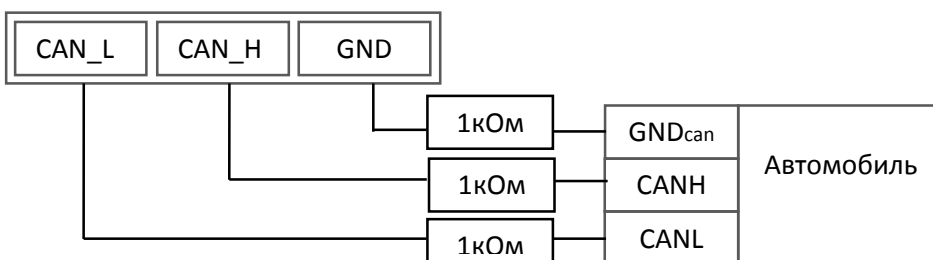 CAN_L CAN_H GND
1кОм GNDcan
Автомобиль
1кОм CANH
1кОм CANL